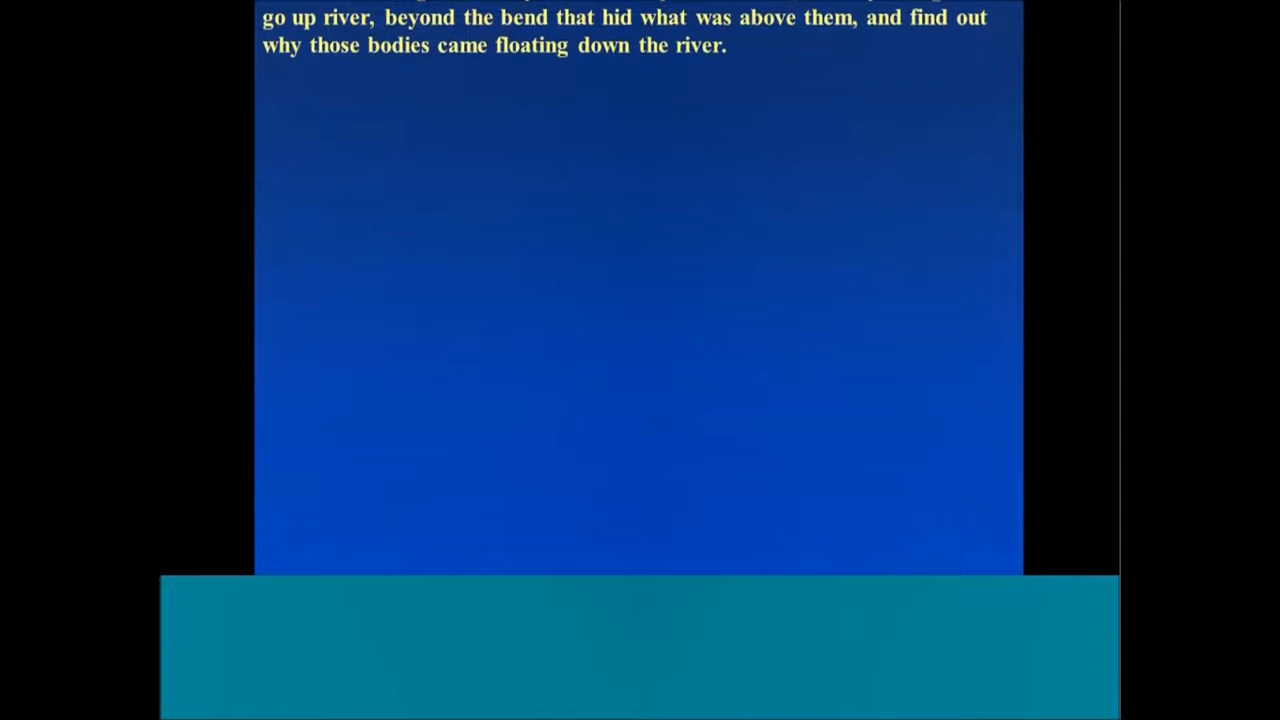 go up river, beyond the bend that hid what was above them, and find out
why those bodies came floating down the river.